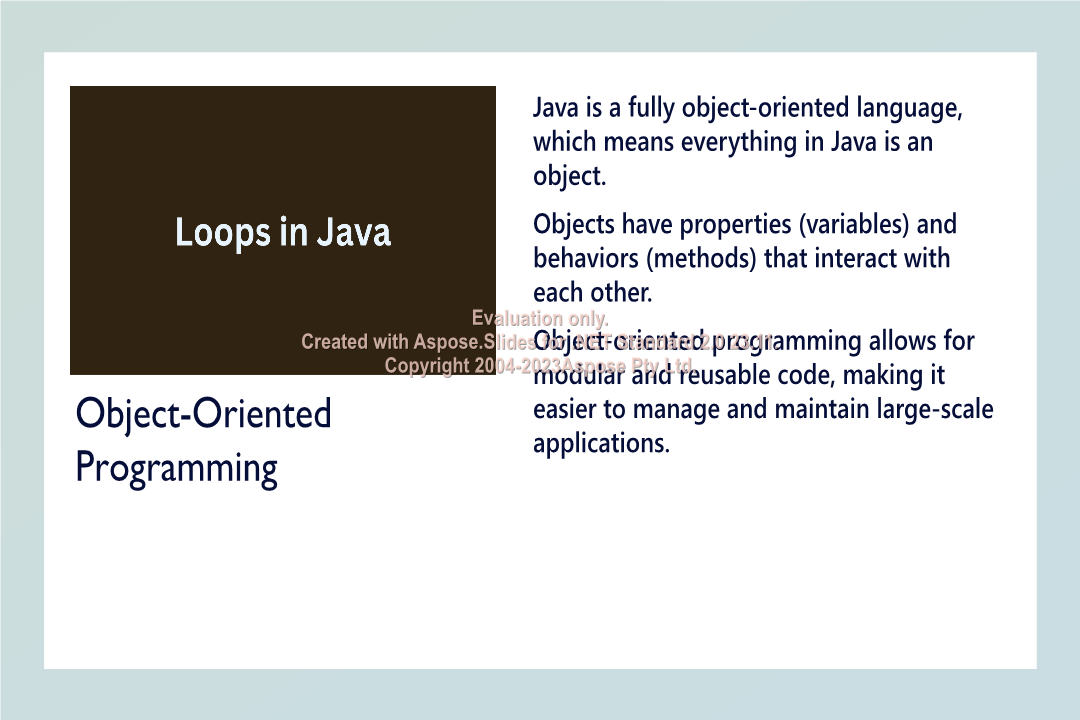 Loops in Java
Object-Oriented
Programming
Java is a fully object-oriented language,
which means everything in Java is an
object.
Objects have properties (variables) and
behaviors (methods) that interact with
each other.
Object-oriented programming allows for
modular and reusable code, making it
easier to manage and maintain large-scale
applications.
Evaluation only.
Created with Aspose.Slides for .NET Standard 2.0 23.11.
Copyright 2004-2023Aspose Pty Ltd.